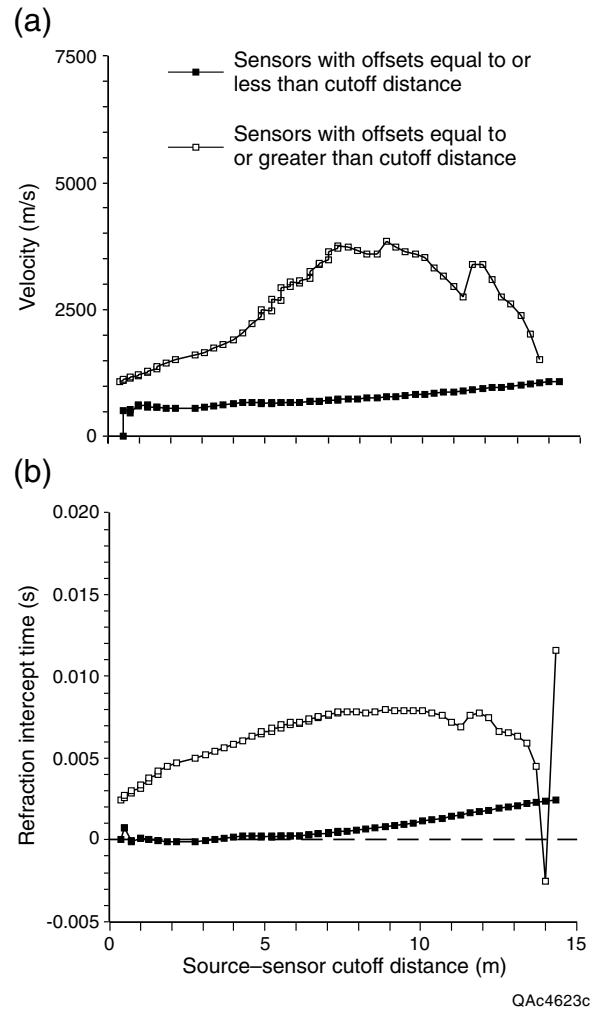 (a)
7500
5000
2500
0
Velocity (m/s)
Sensors with offsets equal to or
less than cutoff distance
Sensors with offsets equal to
or greater than cutoff distance
(b)
0.020
0.015
0.010
0.005
0
-0.005
Refraction intercept time (s)
0 5 10 15
Source–sensor cutoff distance (m)
QAc4623c